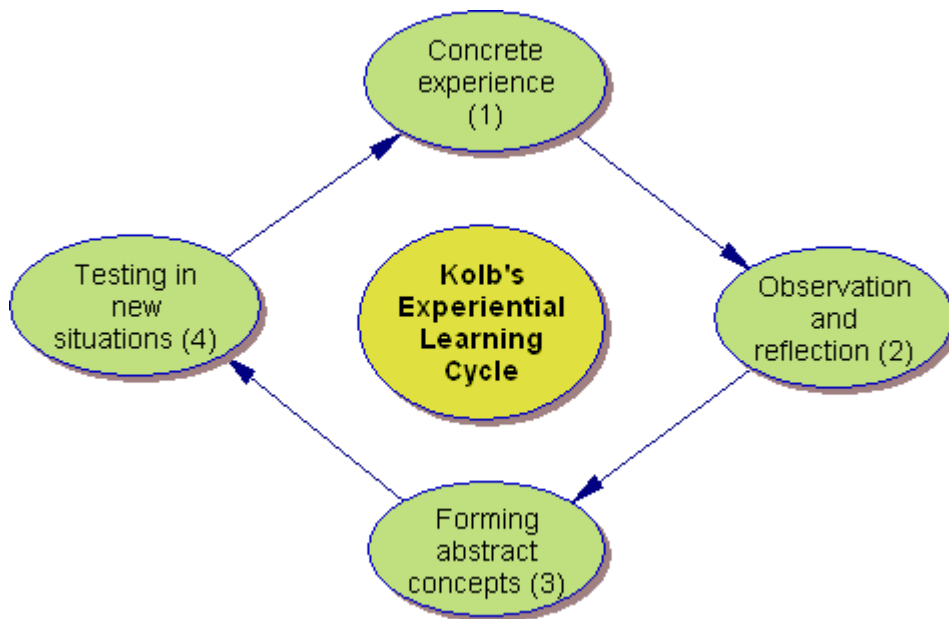 Concrete
experience
(1)
Observation
and
reflection (2)
Forming
abstract
concepts (3)
Testing in
new
situations (4)
Kolb's
Experiential
Learning
Cycle